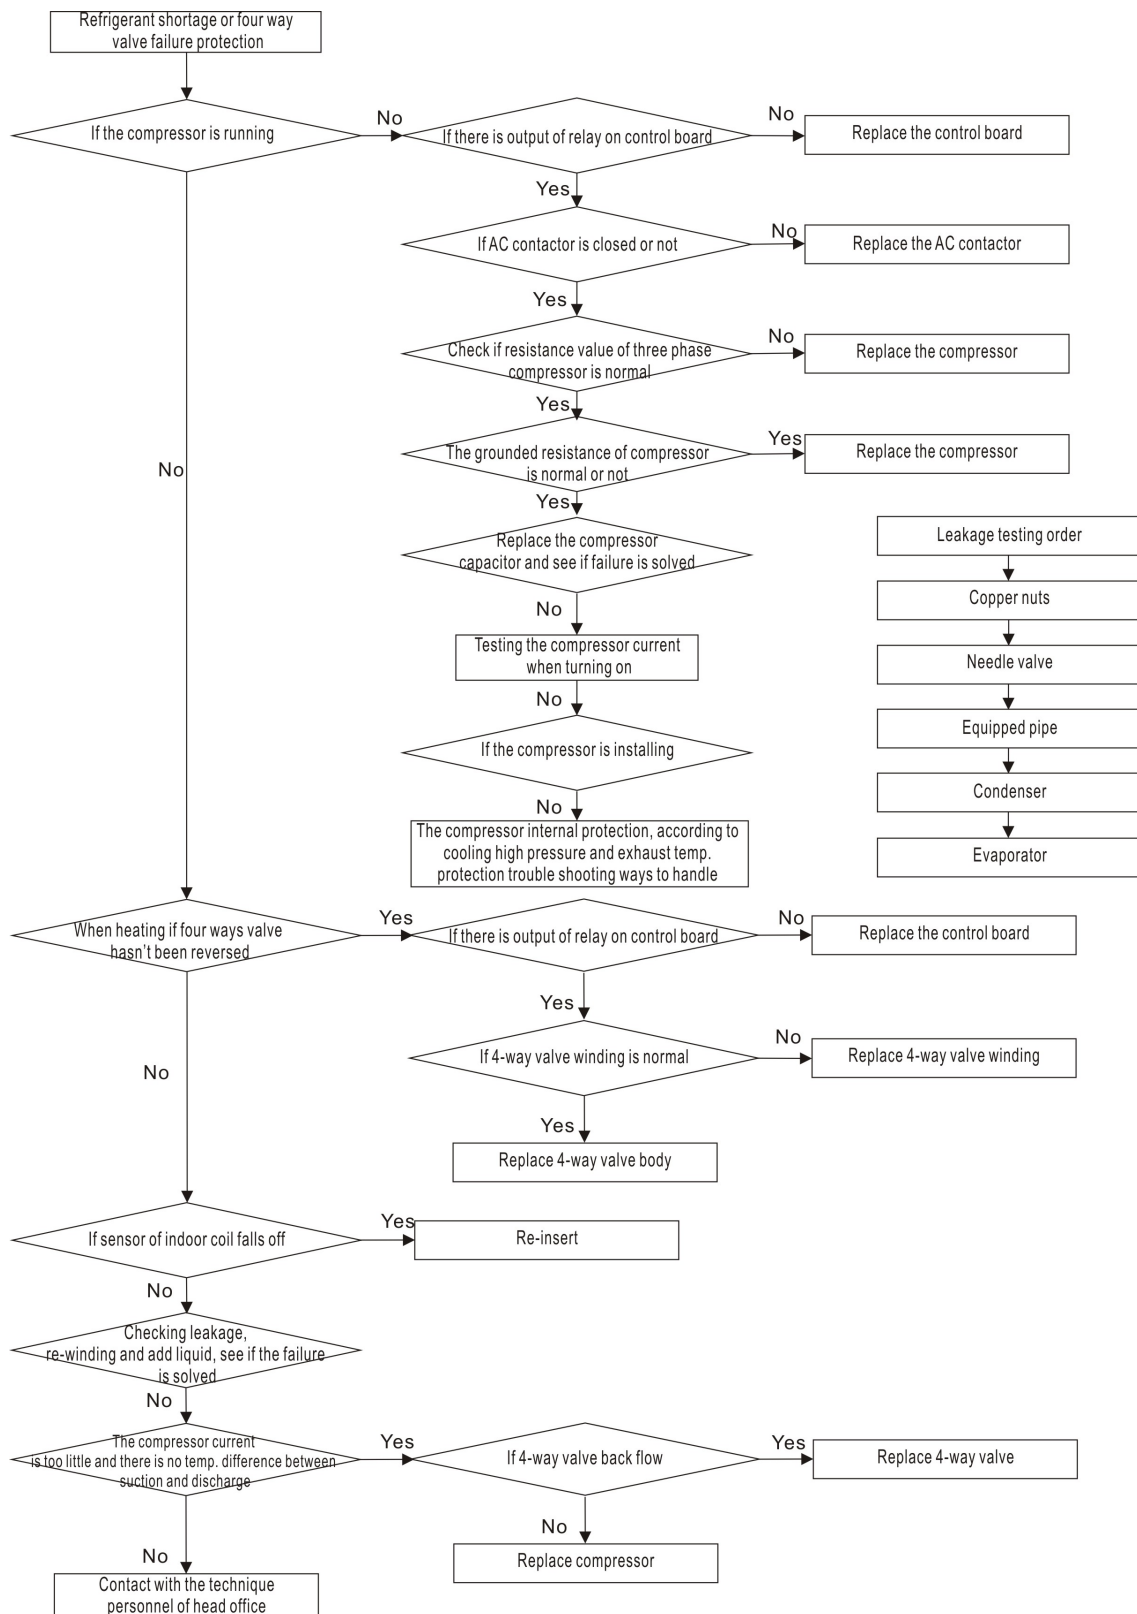 Refrigerant shortage or four way
valve failure protection
If the compressor is running
No
If there is output of relay on control board
No
Replace the control board
Yes
If AC contactor is closed or not
No
Replace the AC contactor
Yes
Check if resistance value of three phase
compressor is normal
No
Replace the compressor
Yes
The grounded resistance of compressor
is normal or not
Yes
Replace the compressor
Yes
Replace the compressor
capacitor and see if failure is solved
No
Testing the compressor current
when turning on
No
If the compressor is installing
No
The compressor internal protection, according to
cooling high pressure and exhaust temp.
protection trouble shooting ways to handle
Leakage testing order
Copper nuts
Needle valve
Equipped pipe
Condenser
Evaporator
No
When heating if four ways valve
hasn't been reversed
Yes
If there is output of relay on control board
No
Replace the control board
Yes
If 4-way valve winding is normal
No
Replace 4-way valve winding
Yes
Replace 4-way valve body
No
If sensor of indoor coil falls off
Yes
Re-insert
No
Checking leakage,
re-winding and add liquid, see if the failure
is solved
No
The compressor current
is too little and there is no temp. difference between
suction and discharge
Yes
If 4-way valve back flow
Yes
Replace 4-way valve
No
Replace compressor
No
Contact with the technique
personnel of head office